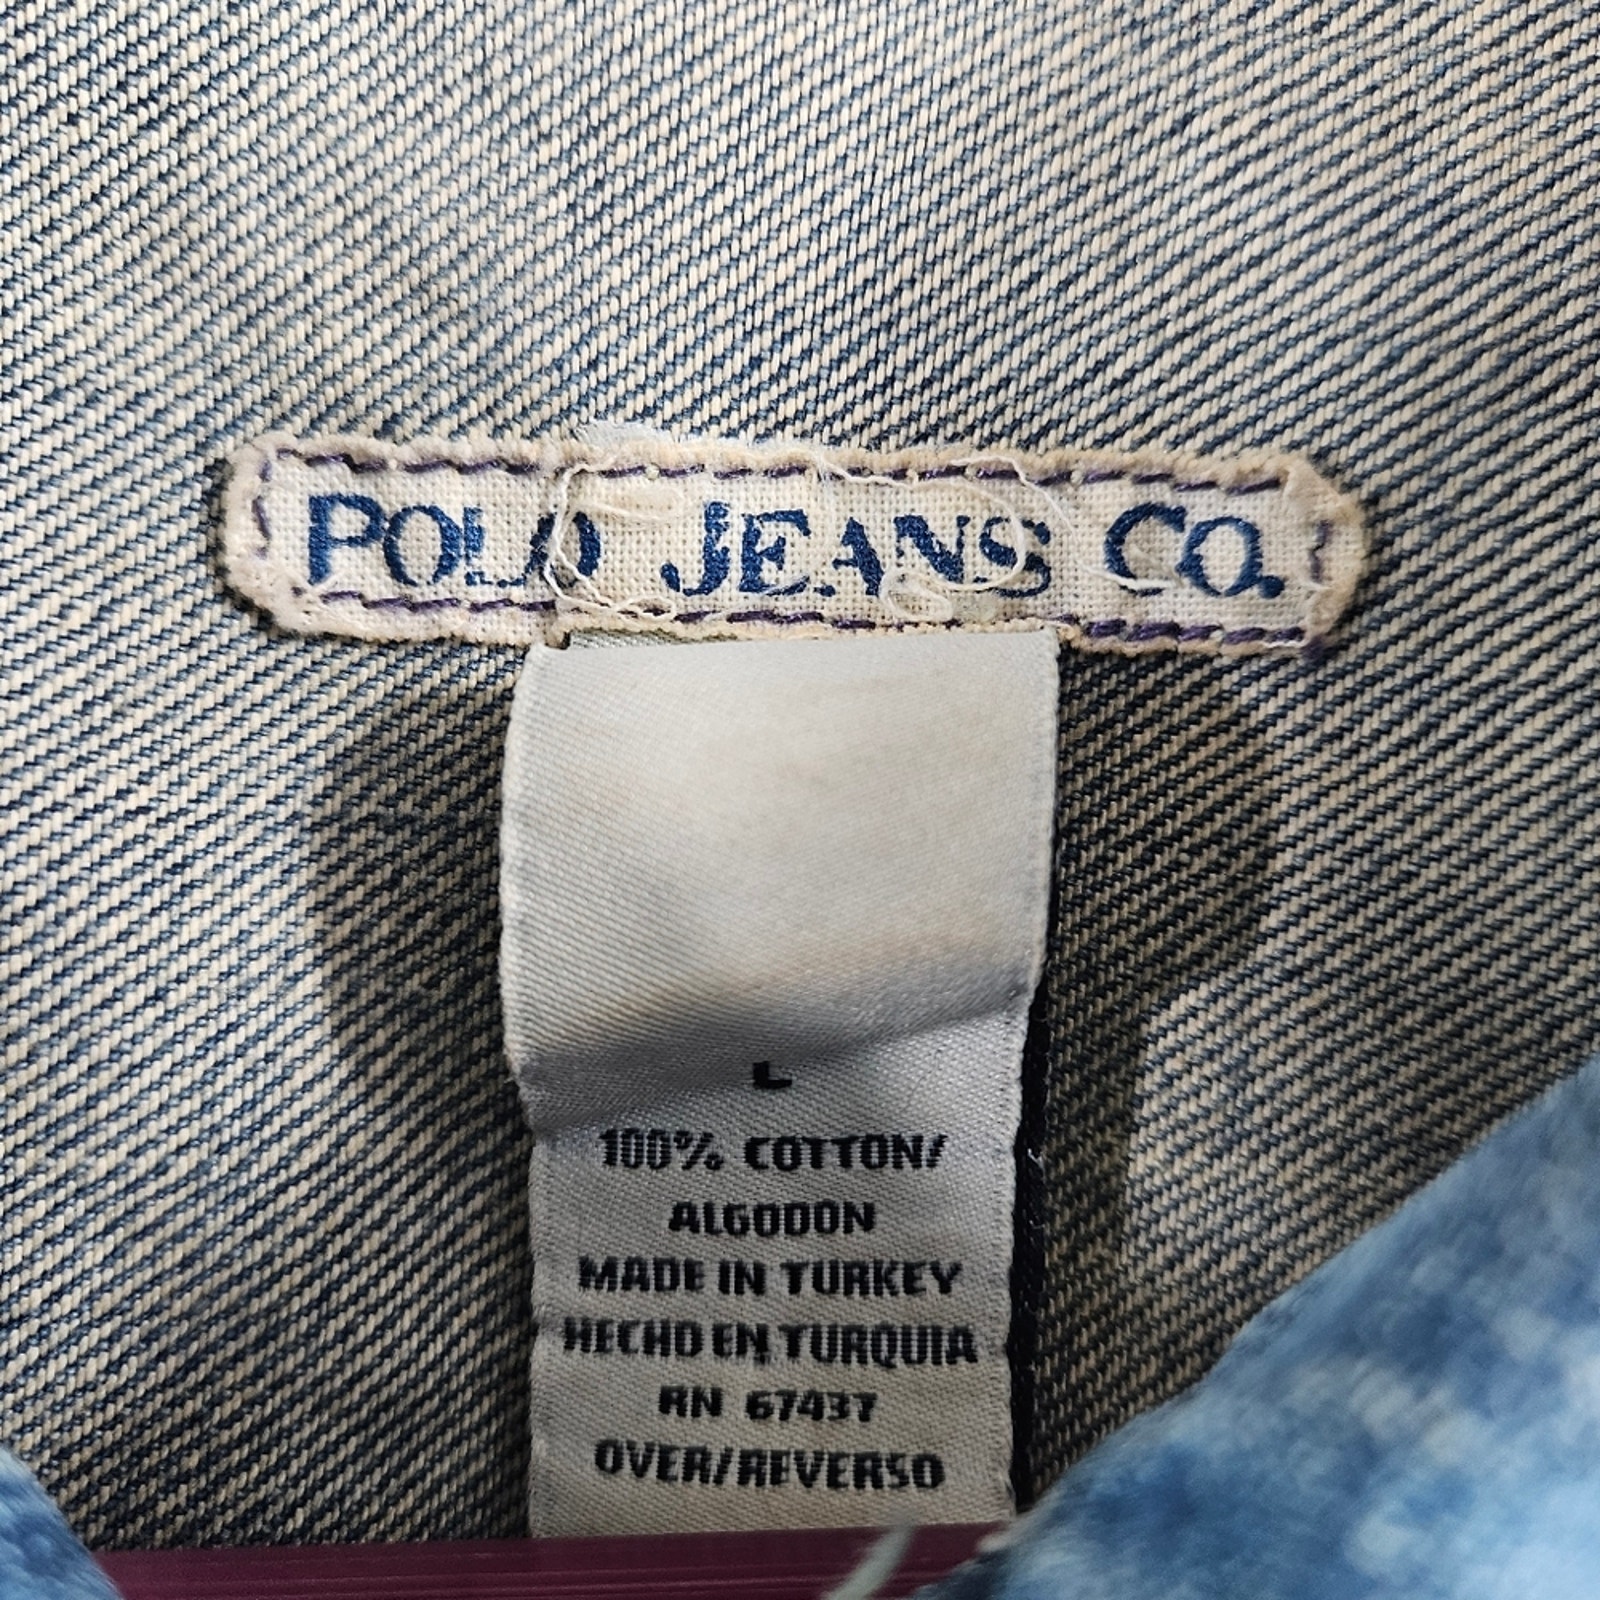 POLO JEANS CO.
L
100% COTTON/
ALGODON
MADE IN TURKEY
HECHO EN TURQUIA
RN 67437
OVER/REVERSO